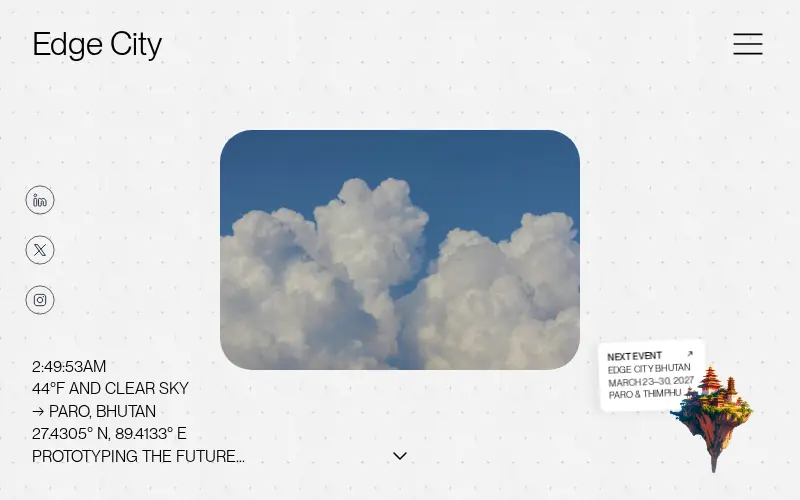 Edge City
2:49:53AM
44°F AND CLEAR SKY
→ PARO, BHUTAN
27.4305° N, 89.4133° E
PROTOTYPING THE FUTURE...
NEXT EVENT ↗
EDGE CITY BHUTAN
MARCH 23–30, 2027
PARO & THIMPHU